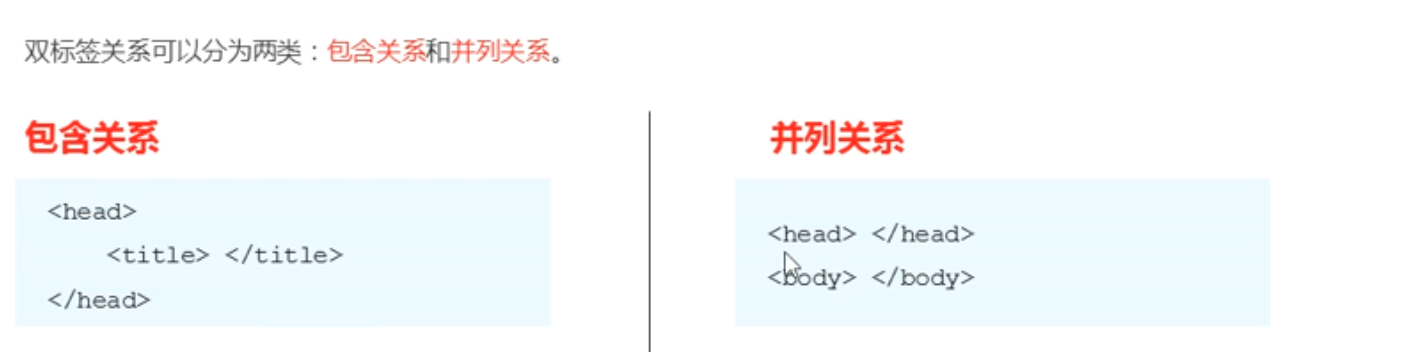 双标签关系可以分为两类：包含关系和并列关系。
包含关系
<head>
<title> </title>
</head>
并列关系
<head> </head>
<body> </body>